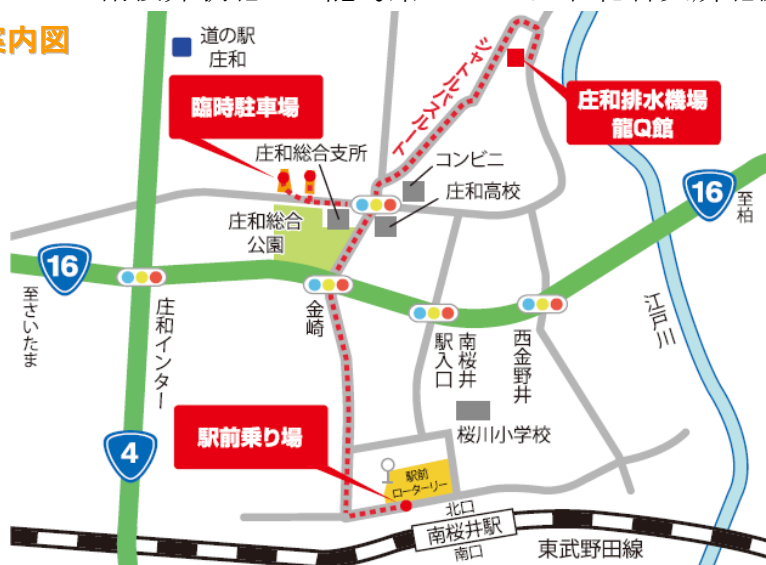 案内図
道の駅
庄和
臨時駐車場
シャトルバスルート
庄和排水機場
龍Q館
庄和総合支所
コンビニ
庄和高校
16
至柏
庄和総合
公園
16
至さいたま
庄和インター
金崎
南桜井
駅入口
西金野井
江戸川
4
駅前乗り場
桜川小学校
駅前
ローターリー
北口
南桜井駅
南口
東武野田線